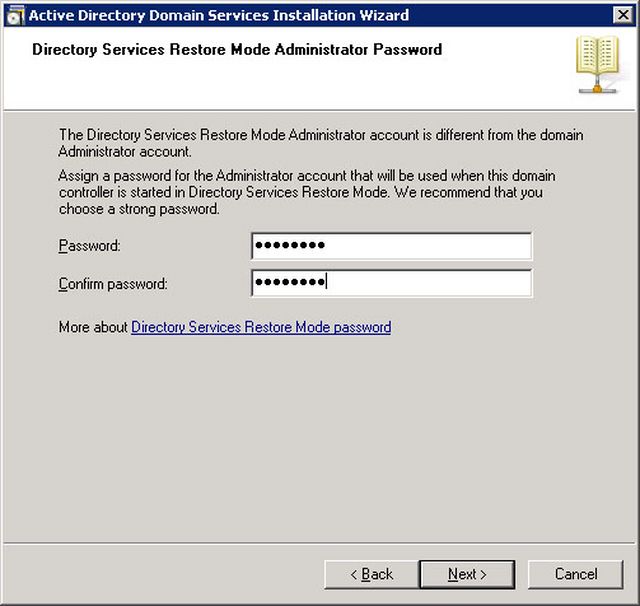 Active Directory Domain Services Installation Wizard
Directory Services Restore Mode Administrator Password
The Directory Services Restore Mode Administrator account is different from the domain
Administrator account.
Assign a password for the Administrator account that will be used when this domain
controller is started in Directory Services Restore Mode. We recommend that you
choose a strong password.
Password: ●●●●●●●●
Confirm password: ●●●●●●●●
More about Directory Services Restore Mode password
< Back Next > Cancel